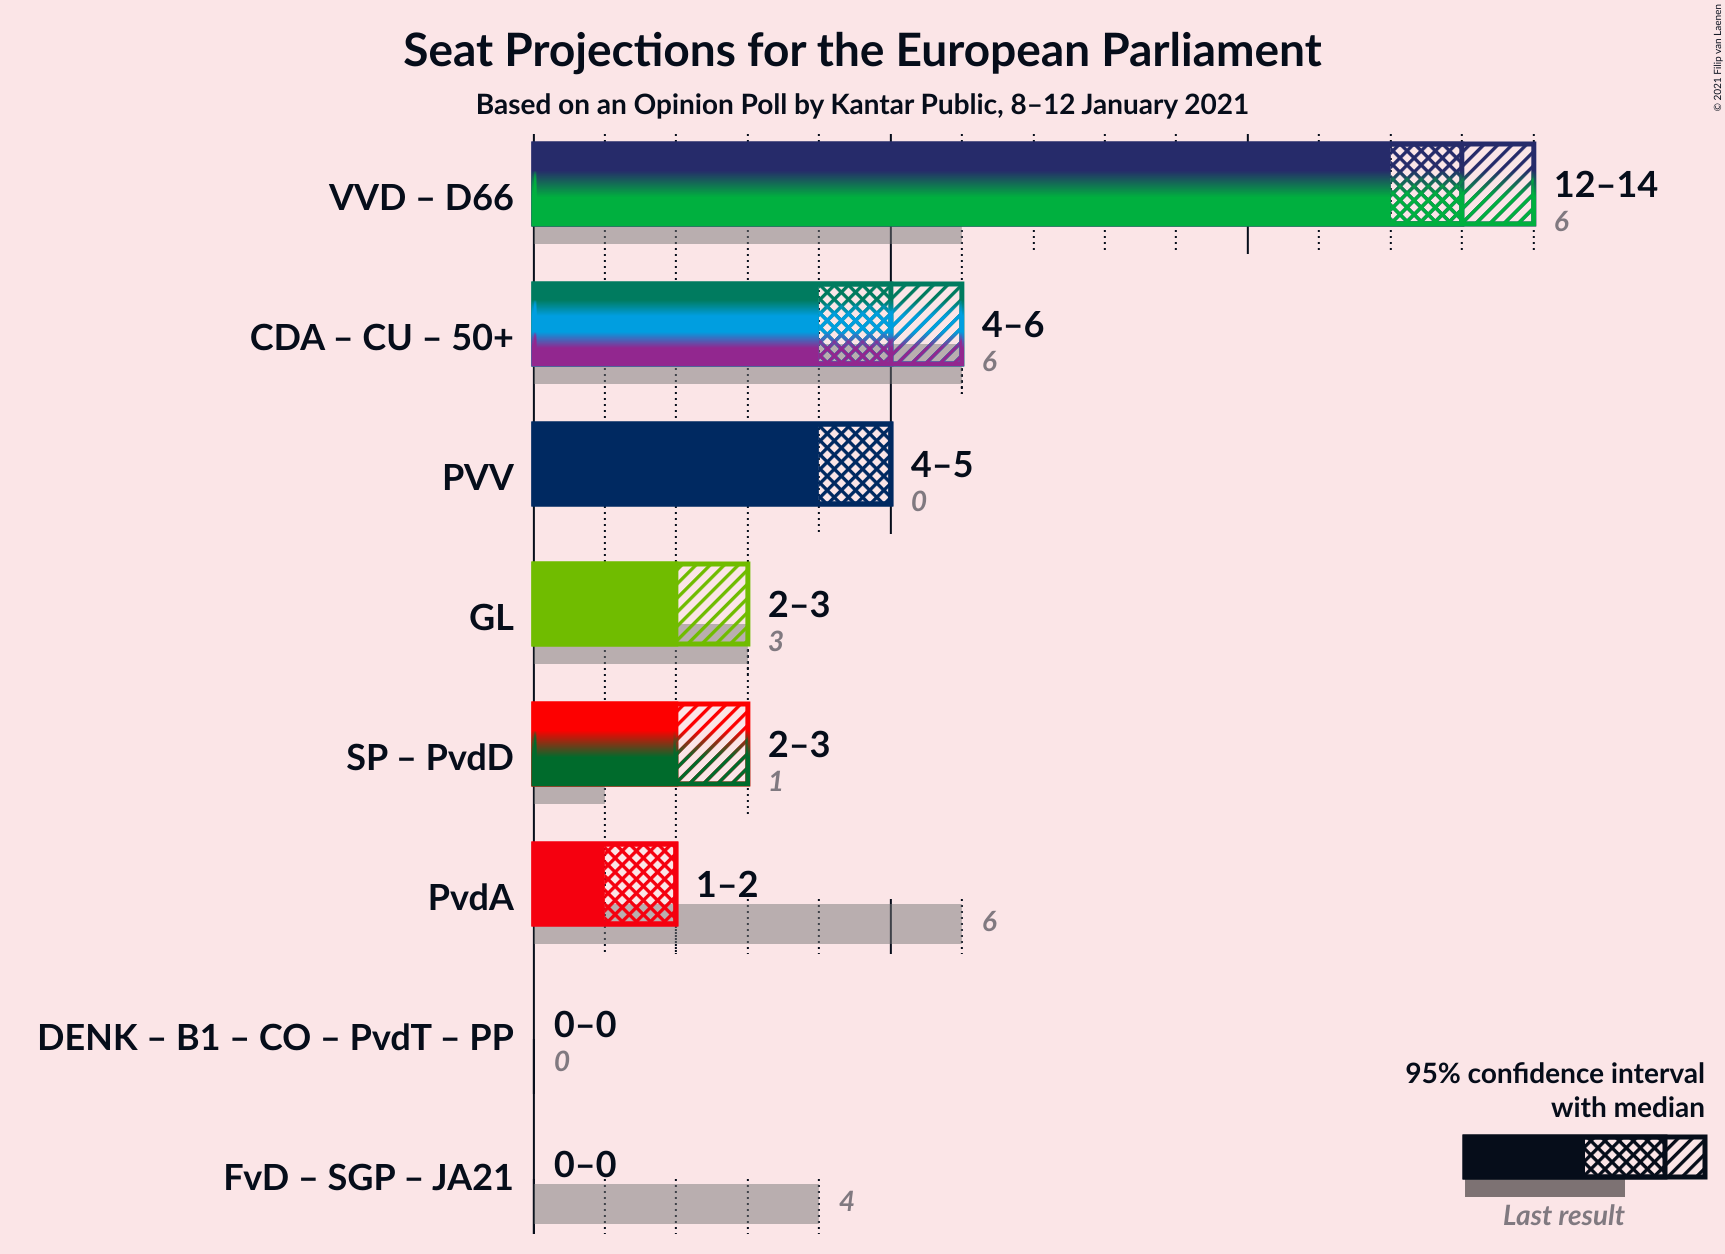 Seat Projections for the European Parliament
Based on an Opinion Poll by Kantar Public, 8–12 January 2021
© 2021 Filip van Laenen
VVD – D66
12–14
6
CDA – CU – 50+
4–6
6
PVV
4–5
0
GL
2–3
3
SP – PvdD
2–3
1
PvdA
1–2
6
DENK – B1 – CO – PvdT – PP
0–0
0
FvD – SGP – JA21
0–0
4
95% confidence interval
with median
Last result